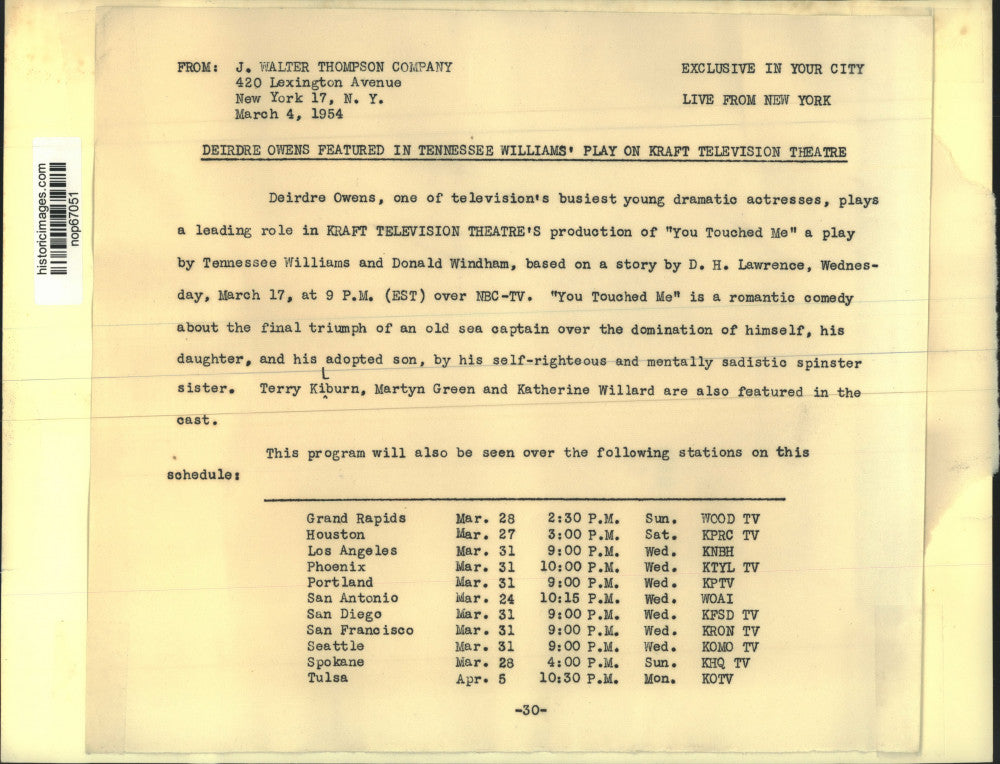 FROM: J. WALTER THOMPSON COMPANY
420 Lexington Avenue
New York 17, N. Y.
March 4, 1954
EXCLUSIVE IN YOUR CITY
LIVE FROM NEW YORK
DEIRDRE OWENS FEATURED IN TENNESSEE WILLIAMS' PLAY ON KRAFT TELEVISION THEATRE
historicimages.com
nop67051
Deirdre Owens, one of television's busiest young dramatic actresses, plays
a leading role in KRAFT TELEVISION THEATRE'S production of "You Touched Me" a play
by Tennessee Williams and Donald Windham, based on a story by D. H. Lawrence, Wednes-
day, March 17, at 9 P.M. (EST) over NBC-TV. "You Touched Me" is a romantic comedy
about the final triumph of an old sea captain over the domination of himself, his
daughter, and his adopted son, by his self-righteous and mentally sadistic spinster
L
sister. Terry Kiburn, Martyn Green and Katherine Willard are also featured in the
^
cast.
This program will also be seen over the following stations on this
schedule:
Grand Rapids Mar. 28 2:30 P.M. Sun. WOOD TV
Houston Mar. 27 3:00 P.M. Sat. KPRC TV
Los Angeles Mar. 31 9:00 P.M. Wed. KNBH
Phoenix Mar. 31 10:00 P.M. Wed. KTYL TV
Portland Mar. 31 9:00 P.M. Wed. KPTV
San Antonio Mar. 24 10:15 P.M. Wed. WOAI
San Diego Mar. 31 9:00 P.M. Wed. KFSD TV
San Francisco Mar. 31 9:00 P.M. Wed. KRON TV
Seattle Mar. 31 9:00 P.M. Wed. KOMO TV
Spokane Mar. 28 4:00 P.M. Sun. KHQ TV
Tulsa Apr. 5 10:30 P.M. Mon. KOTV
-30-